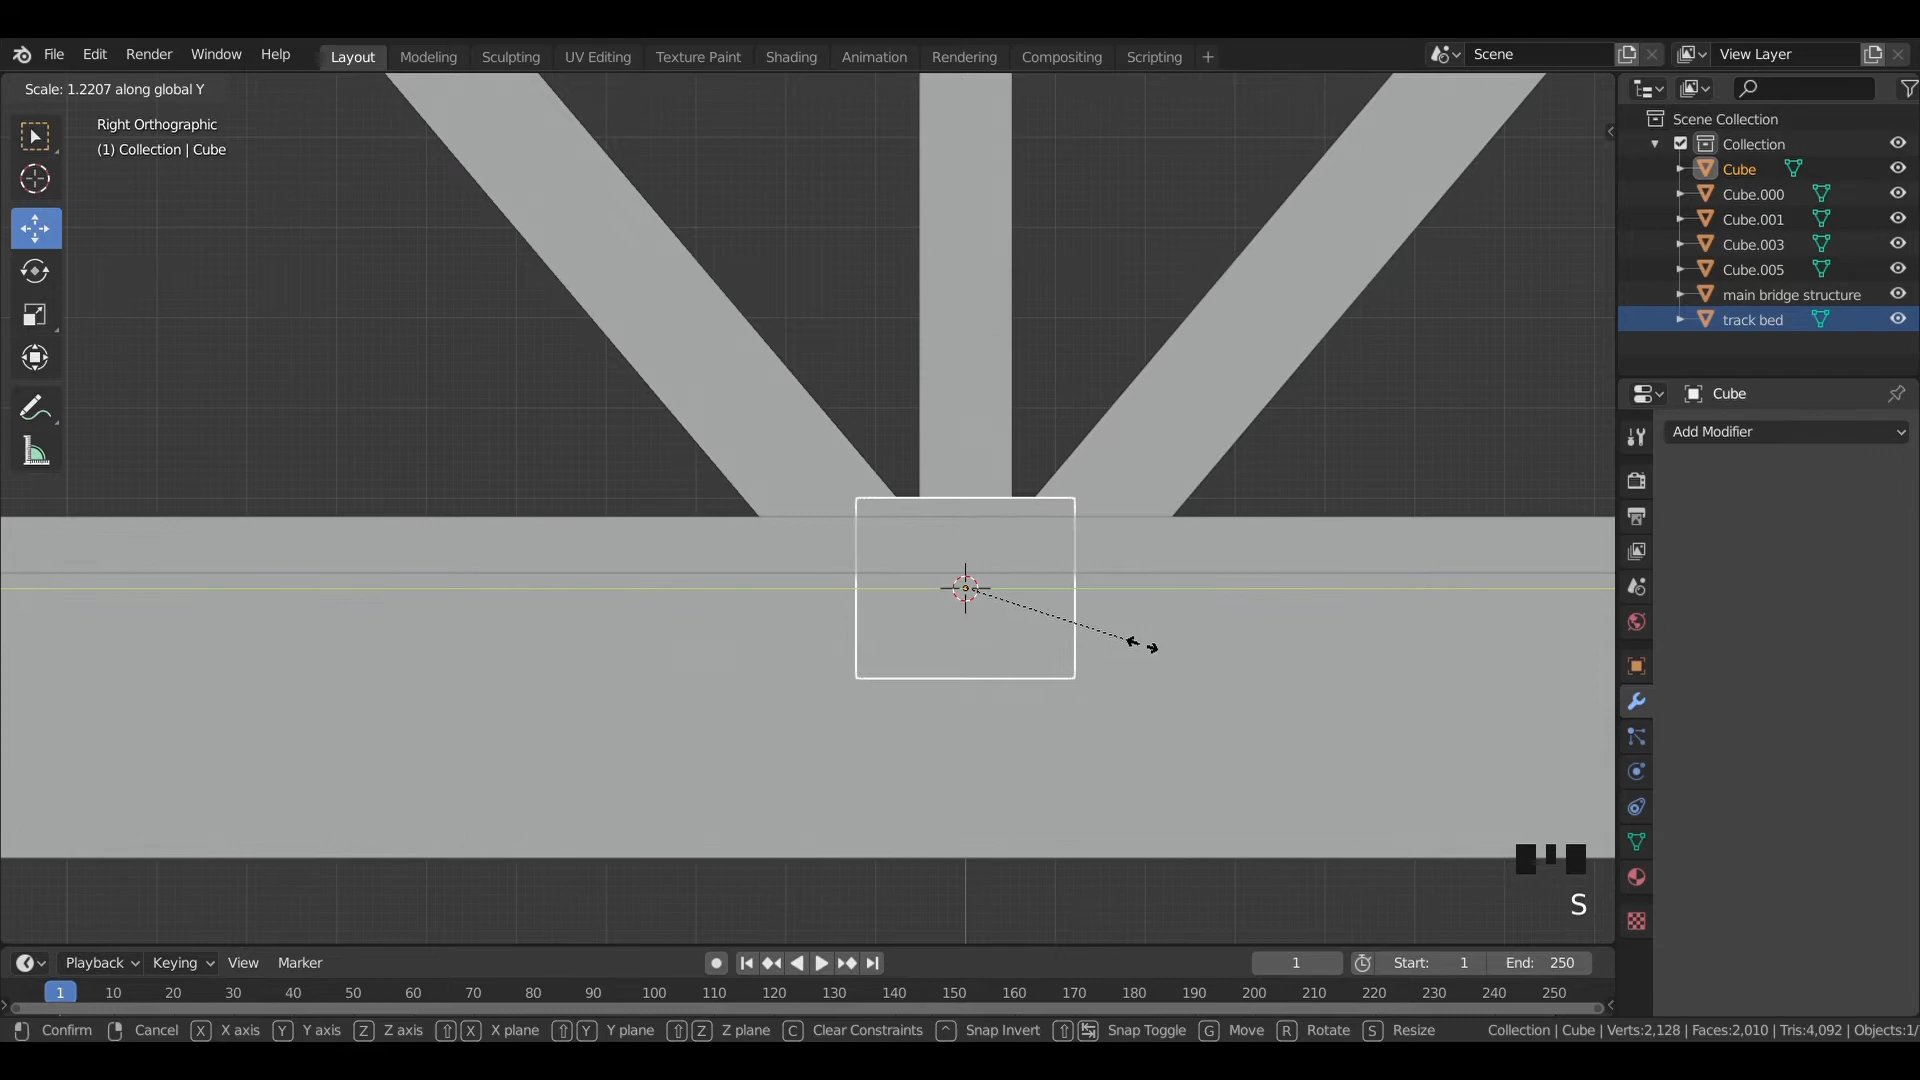 File Edit Render Window Help Layout Modeling Sculpting UV Editing Texture Paint Shading Animation Rendering Compositing Scripting + Scene View Layer
Scale: 1.2207 along global Y
Right Orthographic
(1) Collection | Cube
Scene Collection
Collection
Cube
Cube.000
Cube.001
Cube.003
Cube.005
main bridge structure
track bed
Cube
Add Modifier
S
Playback Keying View Marker 1 Start: 1 End: 250
1 10 20 30 40 50 60 70 80 90 100 110 120 130 140 150 160 170 180 190 200 210 220 230 240 250
Confirm Cancel X X axis Y Y axis Z Z axis X X plane Y Y plane Z Z plane C Clear Constraints ^ Snap Invert Snap Toggle G Move R Rotate S Resize Collection | Cube | Verts:2,128 | Faces:2,010 | Tris:4,092 | Objects:1/